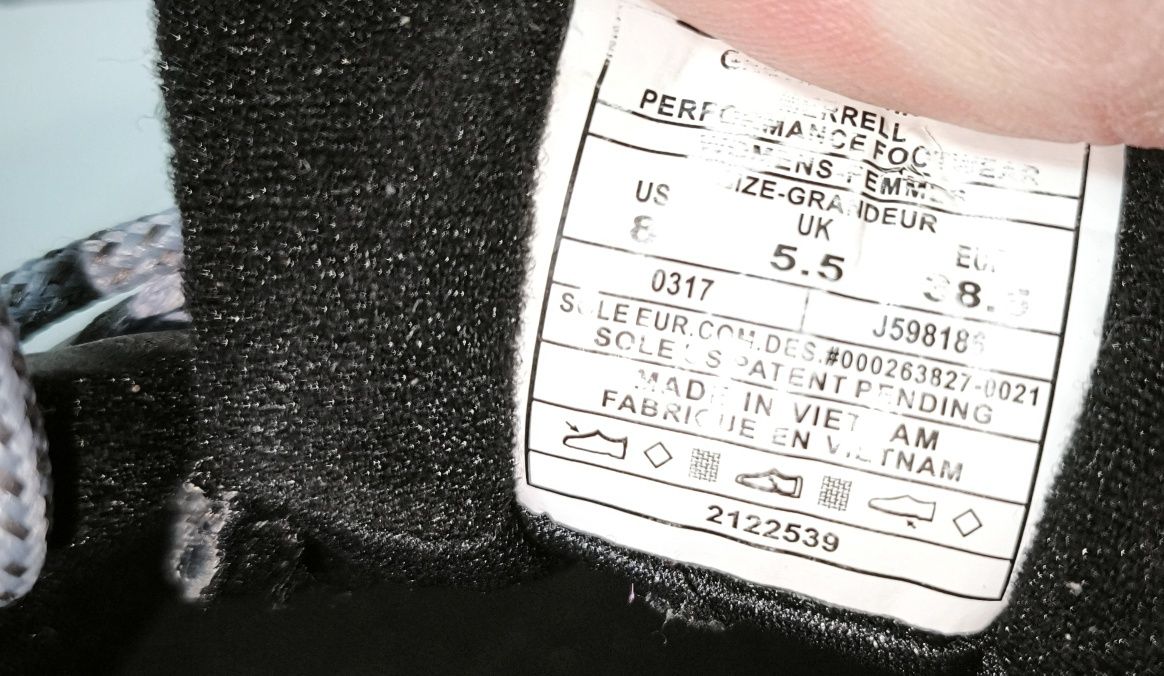 MERRELL
PERFORMANCE FOOTWEAR
WOMENS-FEMMES
SIZE-GRANDEUR
US UK EUR
8 5.5 38.5
0317 J598186
SOLE EUR.COM.DES.#000263827-0021
SOLE US PATENT PENDING
MADE IN VIETNAM
FABRIQUE EN VIETNAM
2122539